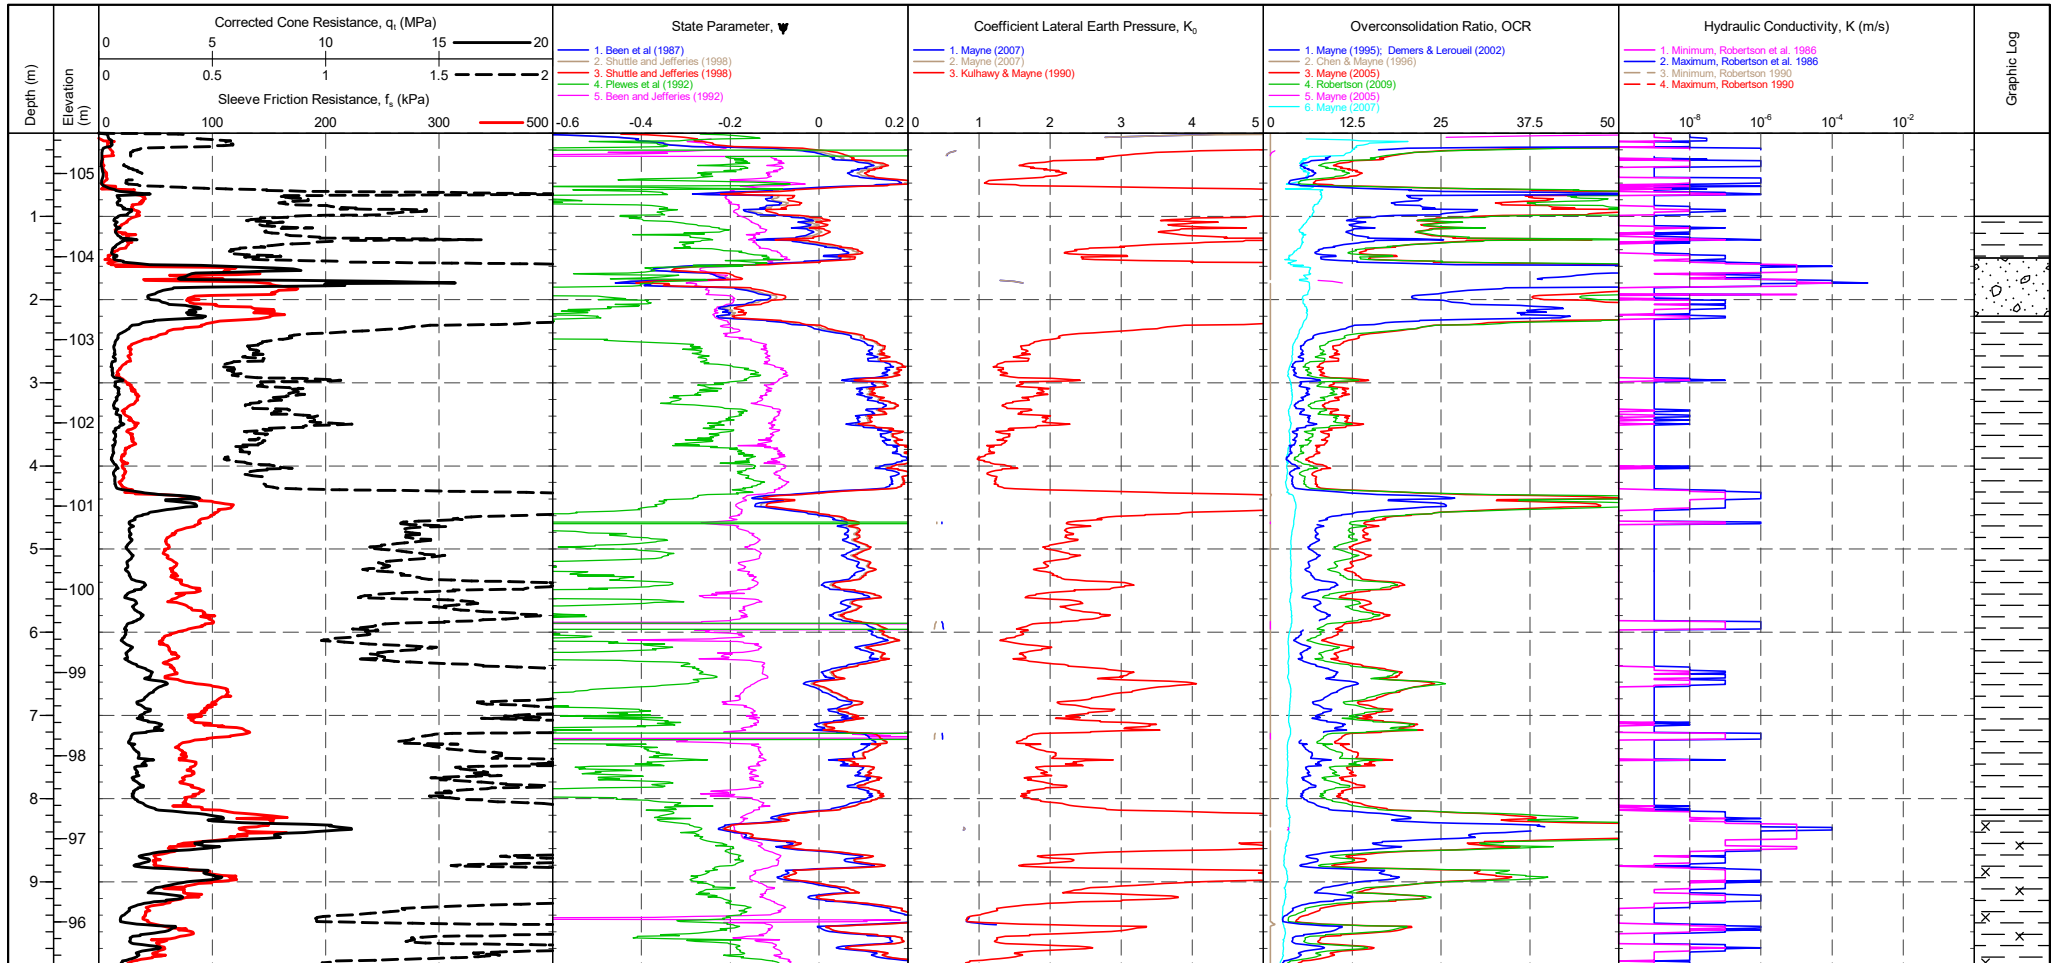 Depth (m)
Elevation (m)
Corrected Cone Resistance, qt (MPa)
0 5 10 15 20
0 0.5 1 1.5 2
Sleeve Friction Resistance, fs (kPa)
0 100 200 300 500
State Parameter, ψ
1. Been et al (1987)
2. Shuttle and Jefferies (1998)
3. Shuttle and Jefferies (1998)
4. Plewes et al (1992)
5. Been and Jefferies (1992)
-0.6 -0.4 -0.2 0 0.2
Coefficient Lateral Earth Pressure, K0
1. Mayne (2007)
2. Mayne (2007)
3. Kulhawy & Mayne (1990)
0 1 2 3 4 5
Overconsolidation Ratio, OCR
1. Mayne (1995); Demers & Leroueil (2002)
2. Chen & Mayne (1996)
3. Mayne (2005)
4. Robertson (2009)
5. Mayne (2005)
6. Mayne (2007)
0 12.5 25 37.5 50
Hydraulic Conductivity, K (m/s)
1. Minimum, Robertson et al. 1986
2. Maximum, Robertson et al. 1986
3. Minimum, Robertson 1990
4. Maximum, Robertson 1990
10-8 10-6 10-4 10-2
Graphic Log
105
1
104
2
103
3
102
4
101
5
100
6
99
7
98
8
97
9
96